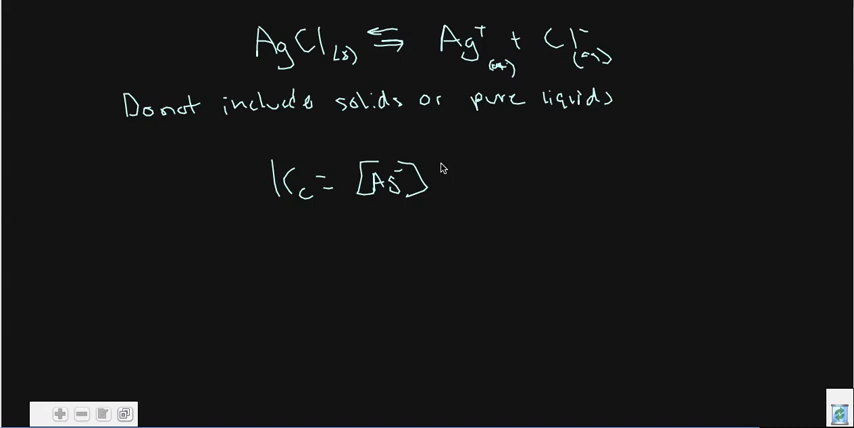 AgCl(s) ⇆ Ag⁺(aq) + Cl⁻(aq)
Do not include solids or pure liquids
Kc = [Ag⁻]